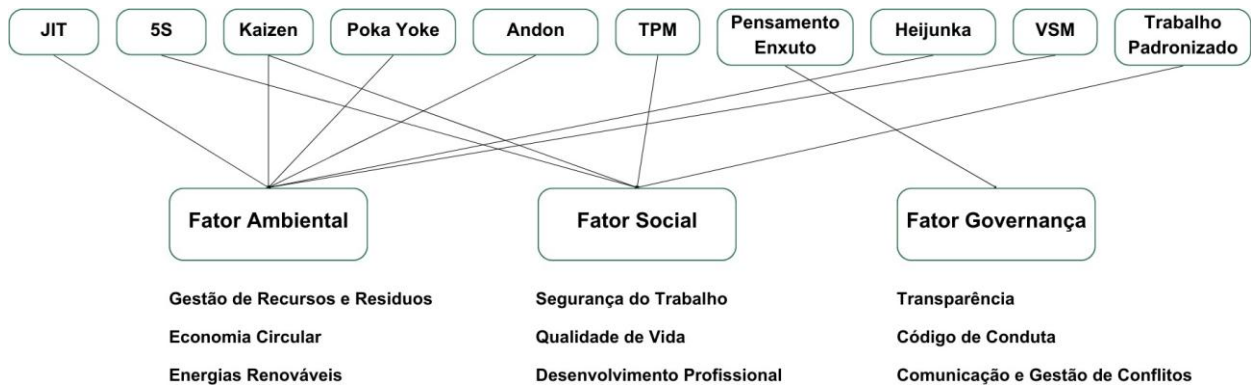 JIT
5S
Kaizen
Poka Yoke
Andon
TPM
Pensamento
Enxuto
Heijunka
VSM
Trabalho
Padronizado
Fator Ambiental
Fator Social
Fator Governança
Gestão de Recursos e Residuos
Segurança do Trabalho
Transparência
Economia Circular
Qualidade de Vida
Código de Conduta
Energias Renováveis
Desenvolvimento Profissional
Comunicação e Gestão de Conflitos